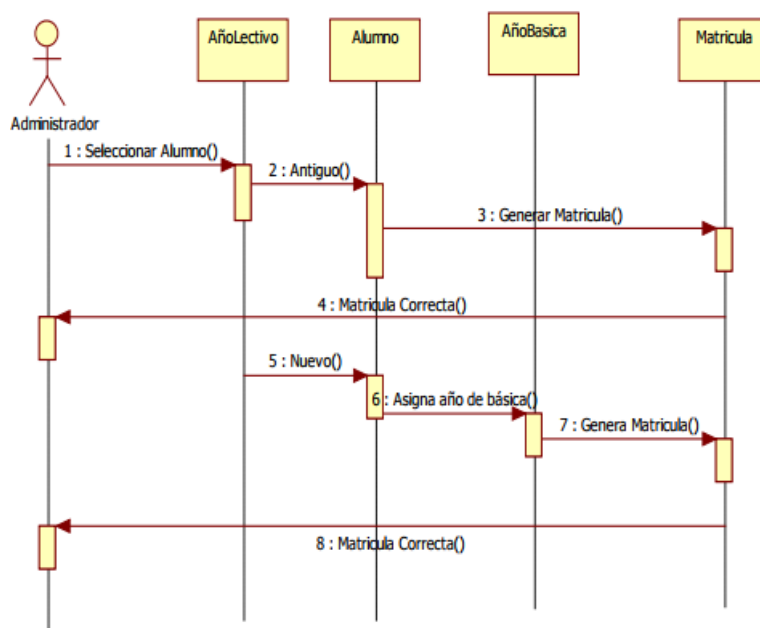 AñoLectivo
Alumno
AñoBasica
Matricula
Administrador
1 : Seleccionar Alumno()
2 : Antiguo()
3 : Generar Matricula()
4 : Matricula Correcta()
5 : Nuevo()
6 : Asigna año de básica()
7 : Genera Matricula()
8 : Matricula Correcta()